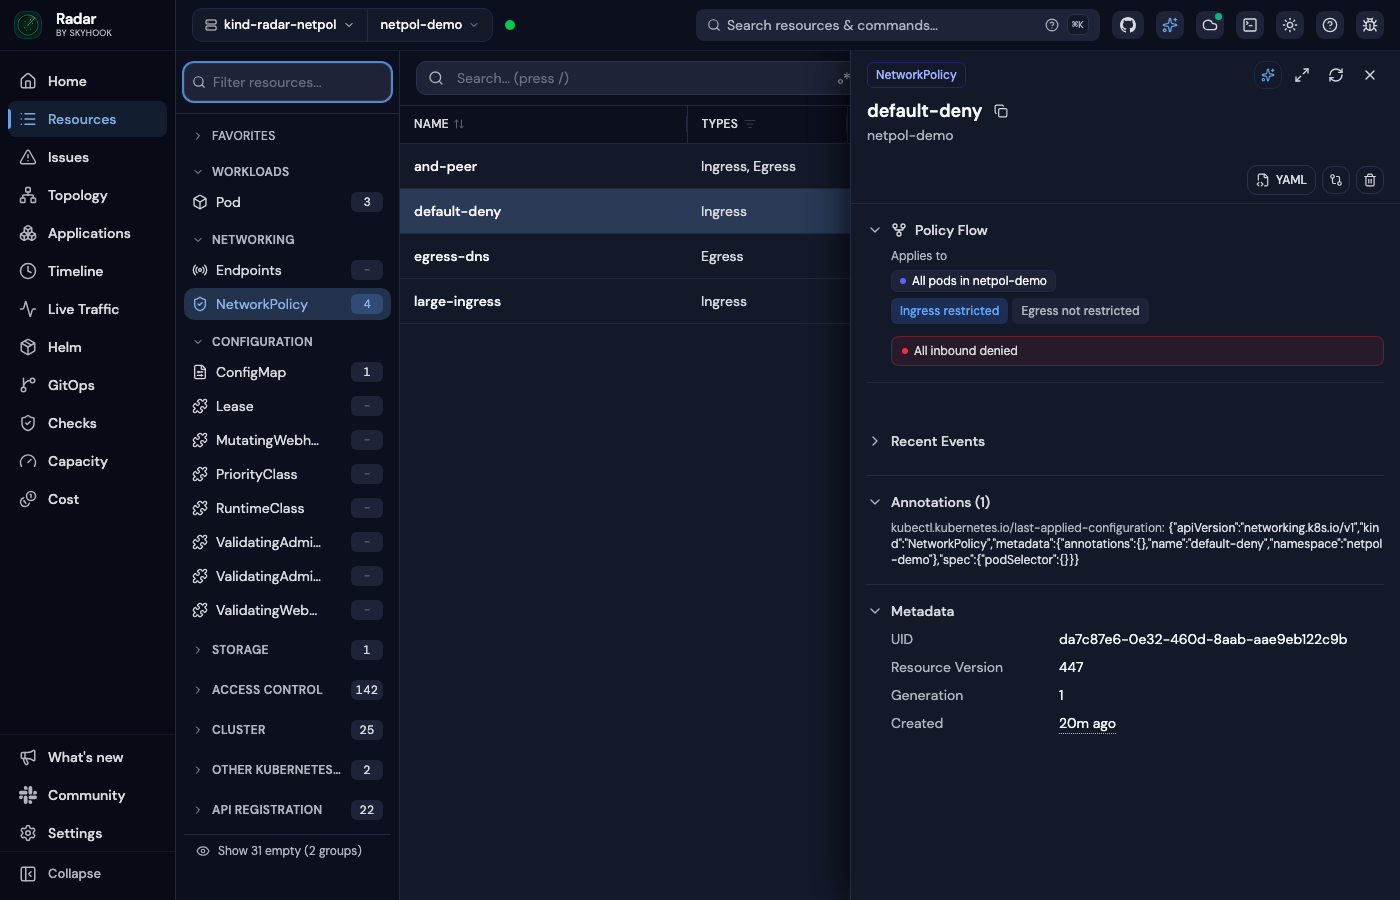 Radar
BY SKYHOOK
kind-radar-netpol
netpol-demo
Search resources & commands...
⌘K
Home
Resources
Issues
Topology
Applications
Timeline
Live Traffic
Helm
GitOps
Checks
Capacity
Cost
What's new
Community
Settings
Collapse
Filter resources...
FAVORITES
WORKLOADS
Pod 3
NETWORKING
Endpoints -
NetworkPolicy 4
CONFIGURATION
ConfigMap 1
Lease -
MutatingWebh... -
PriorityClass -
RuntimeClass -
ValidatingAdmi... -
ValidatingAdmi... -
ValidatingWeb... -
STORAGE 1
ACCESS CONTROL 142
CLUSTER 25
OTHER KUBERNETES... 2
API REGISTRATION 22
Show 31 empty (2 groups)
Search... (press /)
.*
NAME TYPES
and-peer Ingress, Egress
default-deny Ingress
egress-dns Egress
large-ingress Ingress
NetworkPolicy
default-deny
netpol-demo
YAML
Policy Flow
Applies to
All pods in netpol-demo
Ingress restricted Egress not restricted
All inbound denied
Recent Events
Annotations (1)
kubectl.kubernetes.io/last-applied-configuration: {"apiVersion":"networking.k8s.io/v1","kin
d":"NetworkPolicy","metadata":{"annotations":{},"name":"default-deny","namespace":"netpol
-demo"},"spec":{"podSelector":{}}}
Metadata
UID da7c87e6-0e32-460d-8aab-aae9eb122c9b
Resource Version 447
Generation 1
Created 20m ago